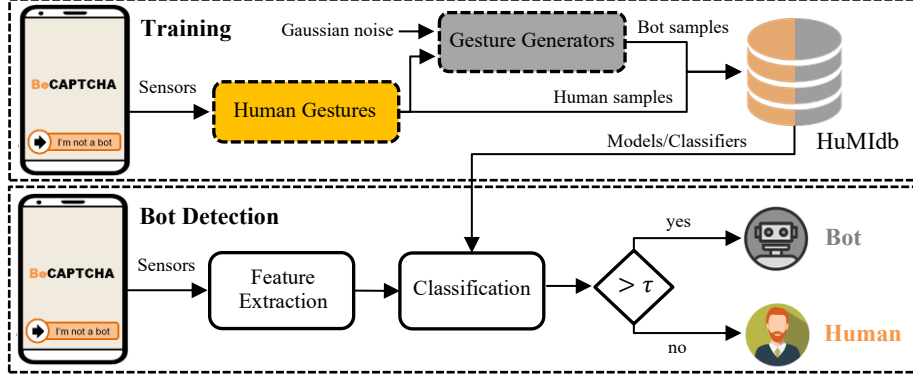 Training
BeCAPTCHA
I'm not a bot
Sensors
Human Gestures
Gaussian noise
Gesture Generators
Bot samples
Human samples
HuMIdb
Models/Classifiers
Bot Detection
BeCAPTCHA
I'm not a bot
Sensors
Feature
Extraction
Classification
> τ
yes
no
Bot
Human